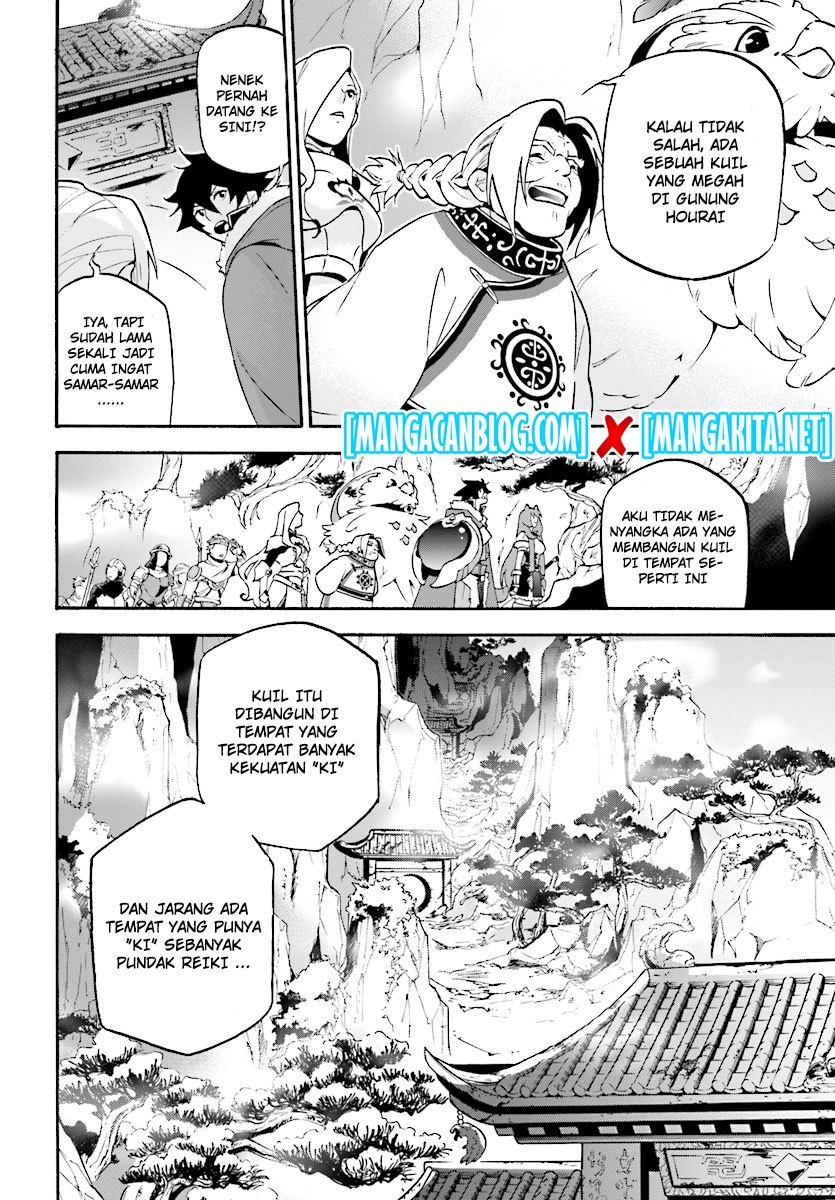 KALAU TIDAK
SALAH, ADA
SEBUAH KUIL
YANG MEGAH
DI GUNUNG
HOURAI
NENEK
PERNAH
DATANG KE
SINI!?
IYA, TAPI
SUDAH LAMA
SEKALI JADI
CUMA INGAT
SAMAR-SAMAR
......
[MANGACANBLOG.COM] X [MANGAKITA.NET]
AKU TIDAK ME-
NYANGKA ADA YANG
MEMBANGUN KUIL
DI TEMPAT SE-
PERTI INI
KUIL ITU
DIBANGUN DI
TEMPAT YANG
TERDAPAT BANYAK
KEKUATAN "KI"
DAN JARANG ADA
TEMPAT YANG PUNYA
"KI" SEBANYAK
PUNDAK REIKI ...